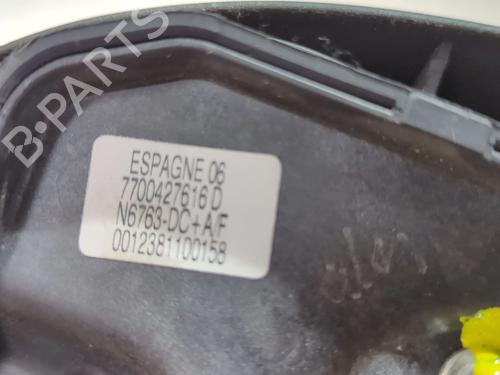 B-PARTS
ESPAGNE 06
7700427616 D
N6763-DC+A/F
0012381100158